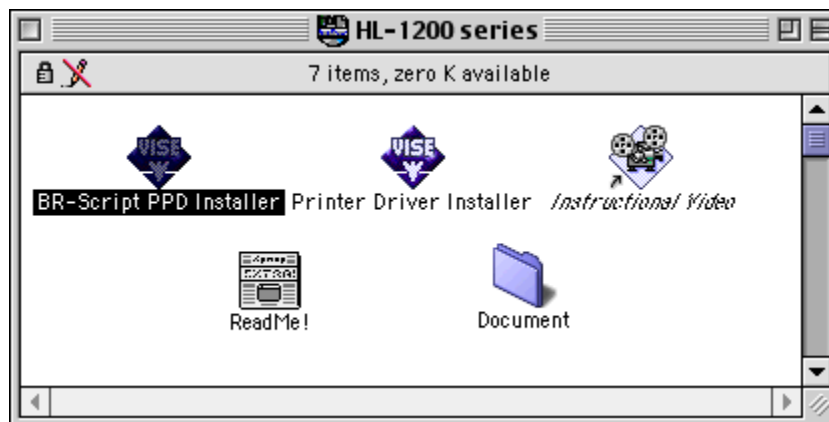 HL-1200 series
7 items, zero K available
VISE VISE
BR-Script PPD Installer Printer Driver Installer Instructional Video
EXTRA!
ReadMe! Document